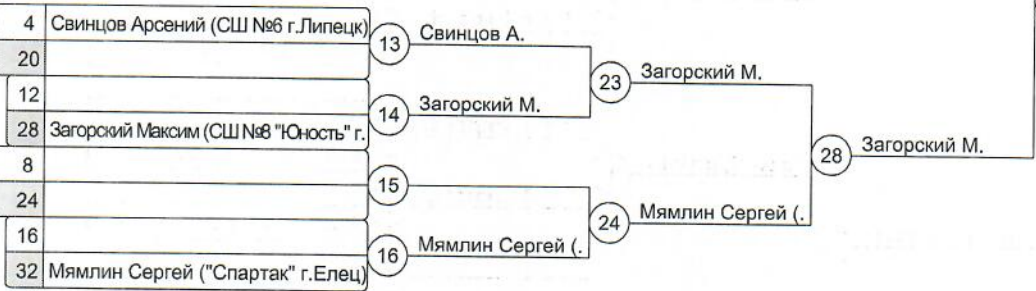 4 Свинцов Арсений (СШ №6 г.Липецк)
13 Свинцов А.
20
23 Загорский М.
12
14 Загорский М.
28 Загорский Максим (СШ №8 "Юность" г.
28 Загорский М.
8
15
24
24 Мямлин Сергей (.
16
16 Мямлин Сергей (.
32 Мямлин Сергей ("Спартак" г.Елец)